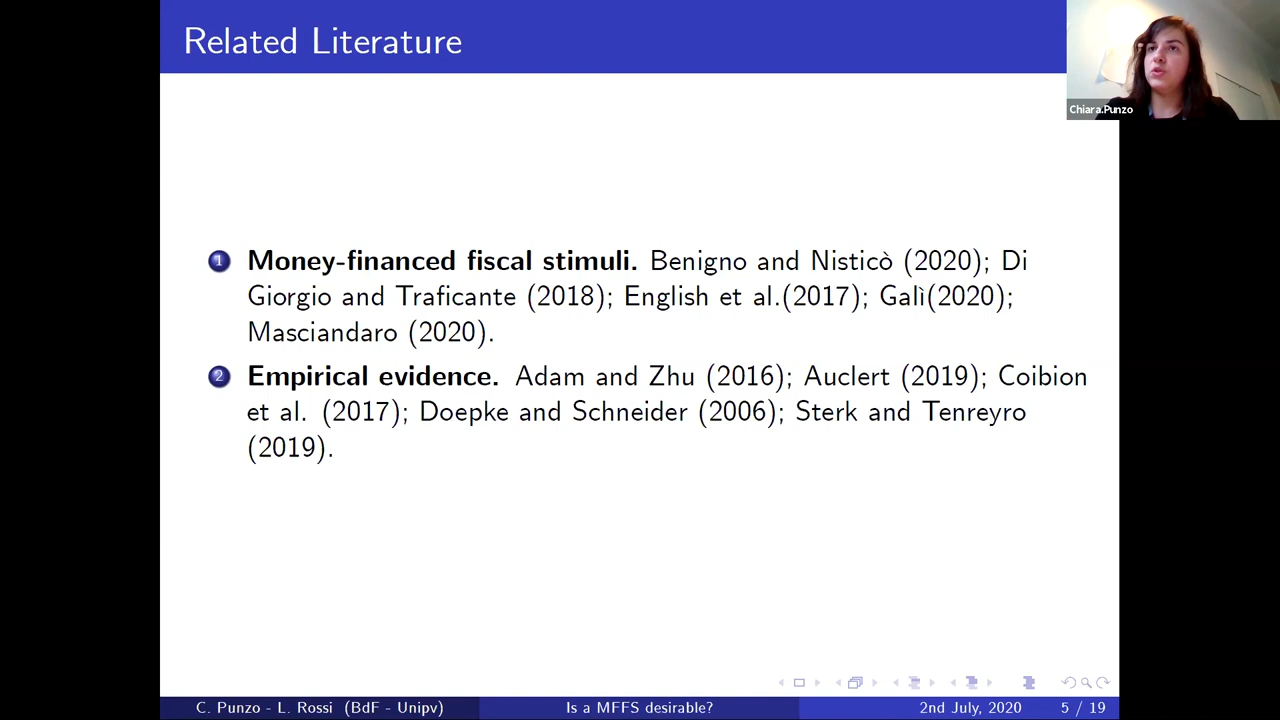 Related Literature
Chiara.Punzo
1 Money-financed fiscal stimuli. Benigno and Nisticò (2020); Di
Giorgio and Traficante (2018); English et al.(2017); Galì(2020);
Masciandaro (2020).
2 Empirical evidence. Adam and Zhu (2016); Auclert (2019); Coibion
et al. (2017); Doepke and Schneider (2006); Sterk and Tenreyro
(2019).
C. Punzo - L. Rossi (BdF - Unipv) Is a MFFS desirable? 2nd July, 2020 5 / 19